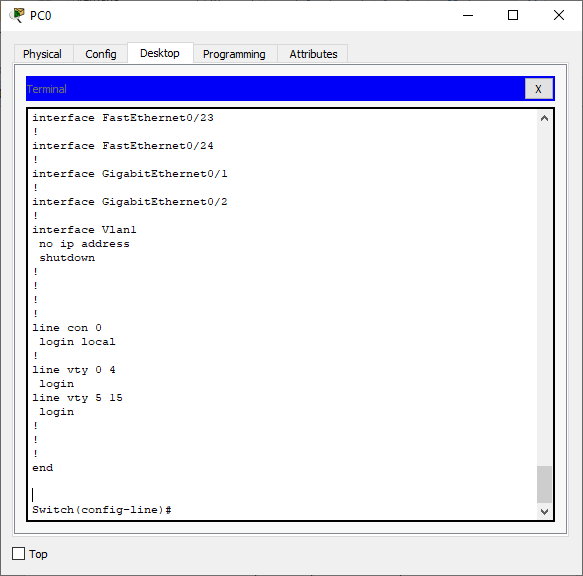 PC0
Physical Config Desktop Programming Attributes
Terminal X
interface FastEthernet0/23
!
interface FastEthernet0/24
!
interface GigabitEthernet0/1
!
interface GigabitEthernet0/2
!
interface Vlan1
 no ip address
 shutdown
!
!
!
!
line con 0
 login local
!
line vty 0 4
 login
line vty 5 15
 login
!
!
!
end
Switch(config-line)#
Top